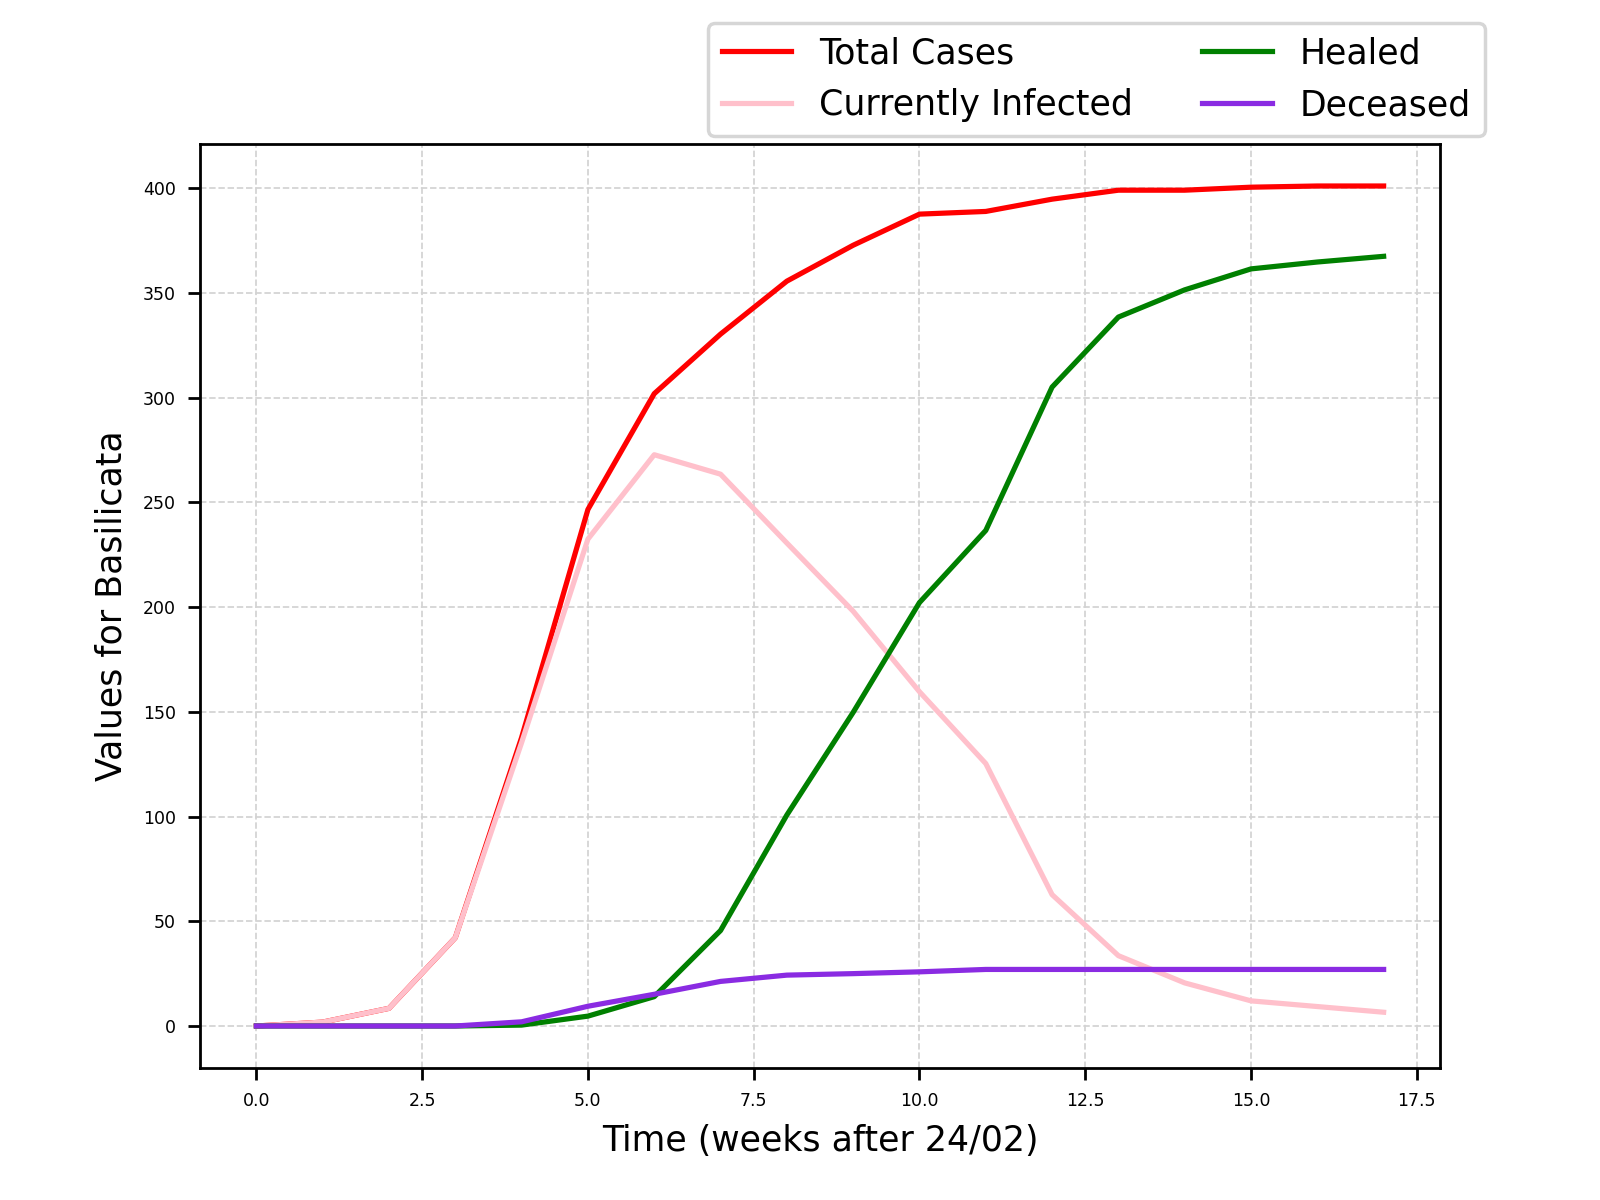 Total Cases
Currently Infected
Healed
Deceased
400
350
300
250
200
150
100
50
0
Values for Basilicata
0.0 2.5 5.0 7.5 10.0 12.5 15.0 17.5
Time (weeks after 24/02)